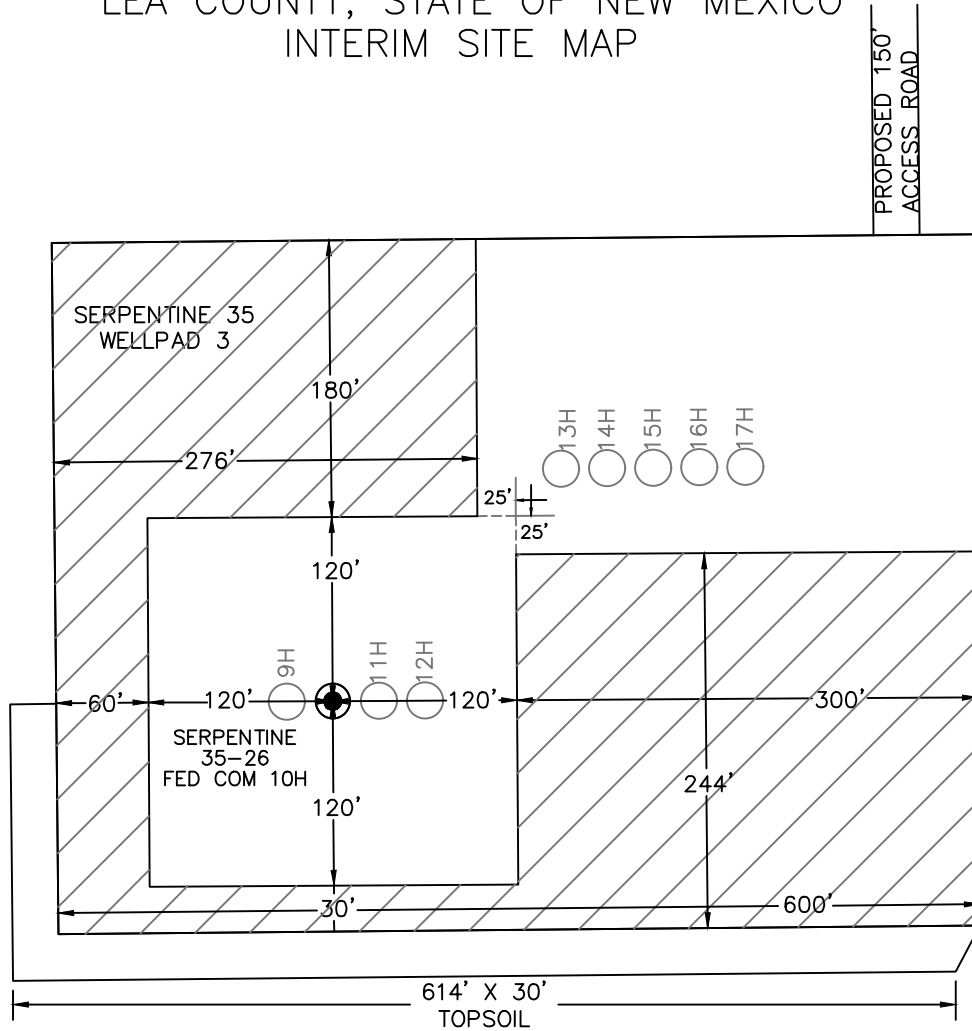 LEA COUNTY, STATE OF NEW MEXICO
INTERIM SITE MAP
PROPOSED 150'
ACCESS ROAD
SERPENTINE 35
WELLPAD 3
180'
276'
13H
14H
15H
16H
17H
25'
25'
120'
9H
11H
12H
60'
120'
120'
300'
SERPENTINE
35-26
FED COM 10H
244'
120'
30'
600'
614' X 30'
TOPSOIL